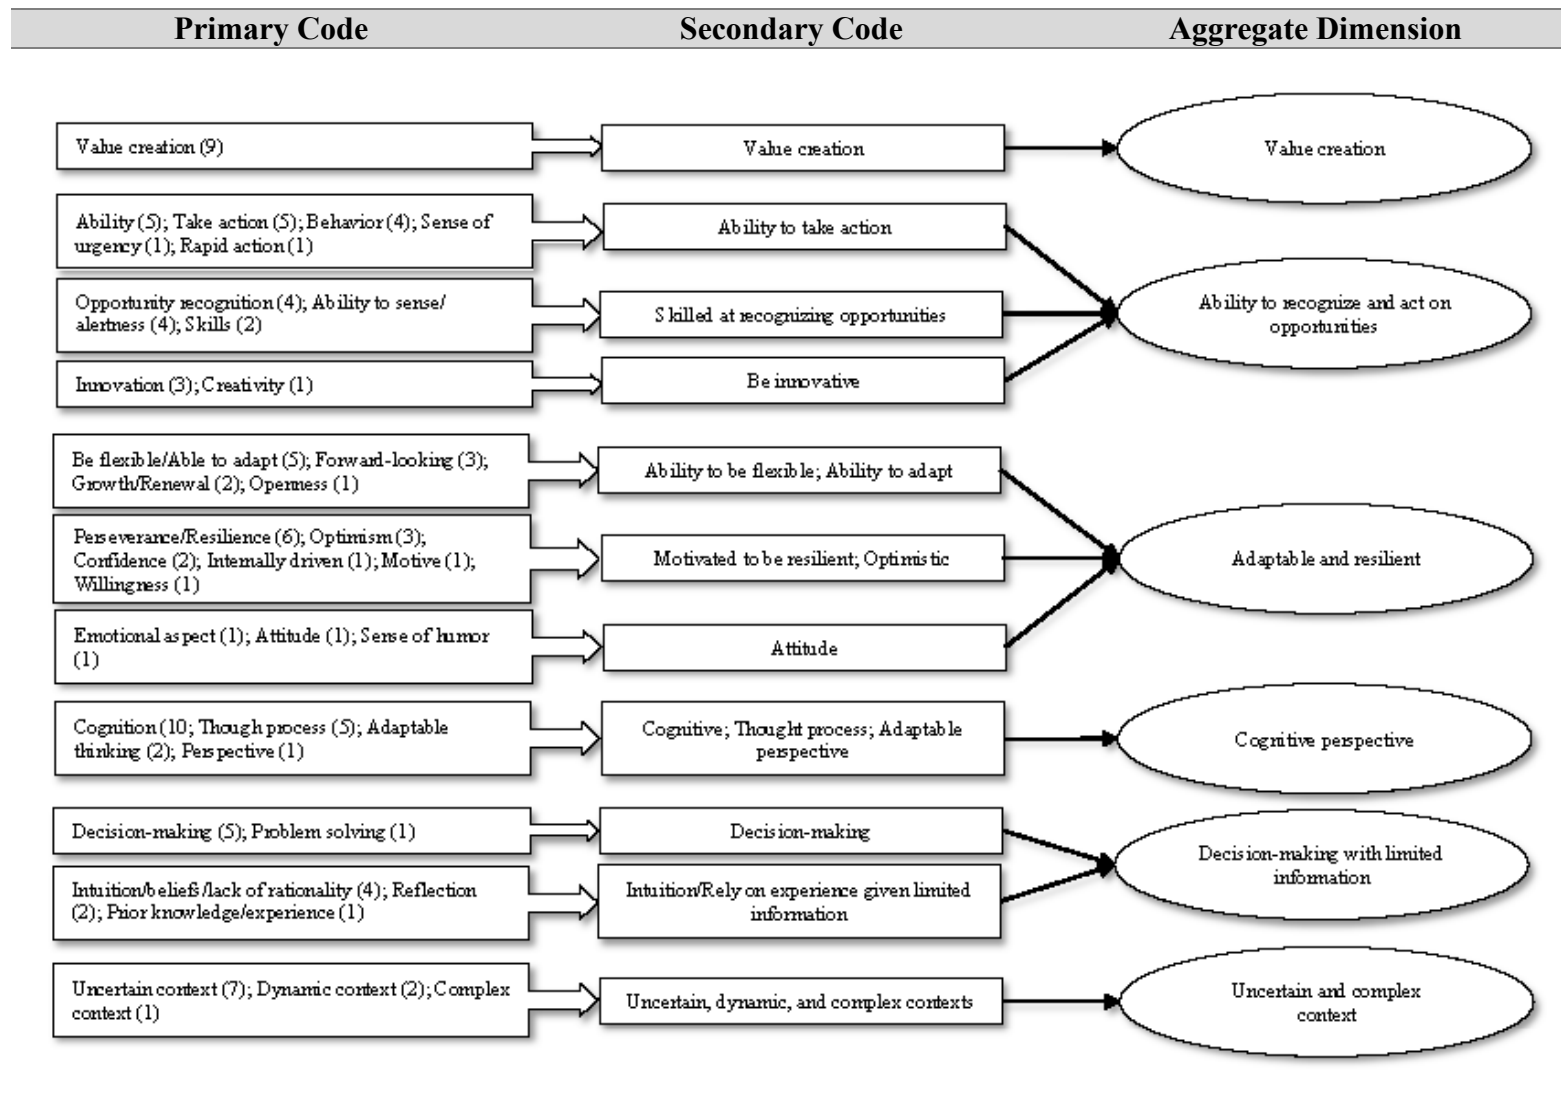 Primary Code
Secondary Code
Aggregate Dimension
Value creation (9)
Value creation
Value creation
Ability (5); Take action (5); Behavior (4); Sense of
urgency (1); Rapid action (1)
Ability to take action
Opportunity recognition (4); Ability to sense/
alertness (4); Skills (2)
Skilled at recognizing opportunities
Ability to recognize and act on
opportunities
Innovation (3); Creativity (1)
Be innovative
Be flexible/Able to adapt (5); Forward-looking (3);
Growth/Renewal (2); Openness (1)
Ability to be flexible; Ability to adapt
Perseverance/Resilience (6); Optimism (3);
Confidence (2); Internally driven (1); Motive (1);
Willingness (1)
Motivated to be resilient; Optimistic
Adaptable and resilient
Emotional aspect (1); Attitude (1); Sense of humor
(1)
Attitude
Cognition (10; Though process (5); Adaptable
thinking (2); Perspective (1)
Cognitive; Thought process; Adaptable
perspective
Cognitive perspective
Decision-making (5); Problem solving (1)
Decision-making
Decision-making with limited
information
Intuition/beliefs/lack of rationality (4); Reflection
(2); Prior knowledge/experience (1)
Intuition/Rely on experience given limited
information
Uncertain context (7); Dynamic context (2); Complex
context (1)
Uncertain, dynamic, and complex contexts
Uncertain and complex
context